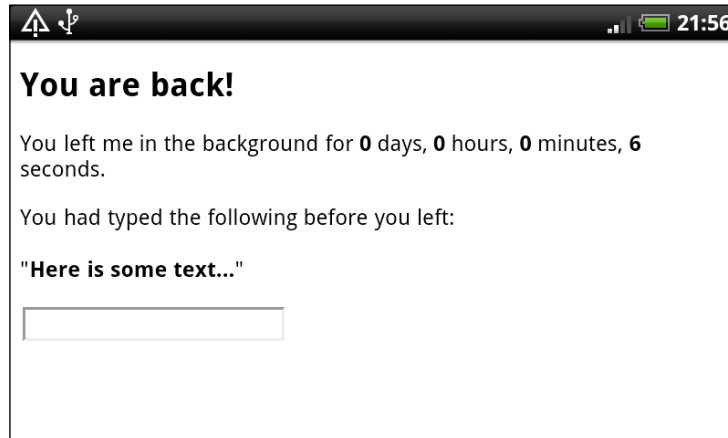 21:56
You are back!
You left me in the background for 0 days, 0 hours, 0 minutes, 6
seconds.
You had typed the following before you left:
"Here is some text..."